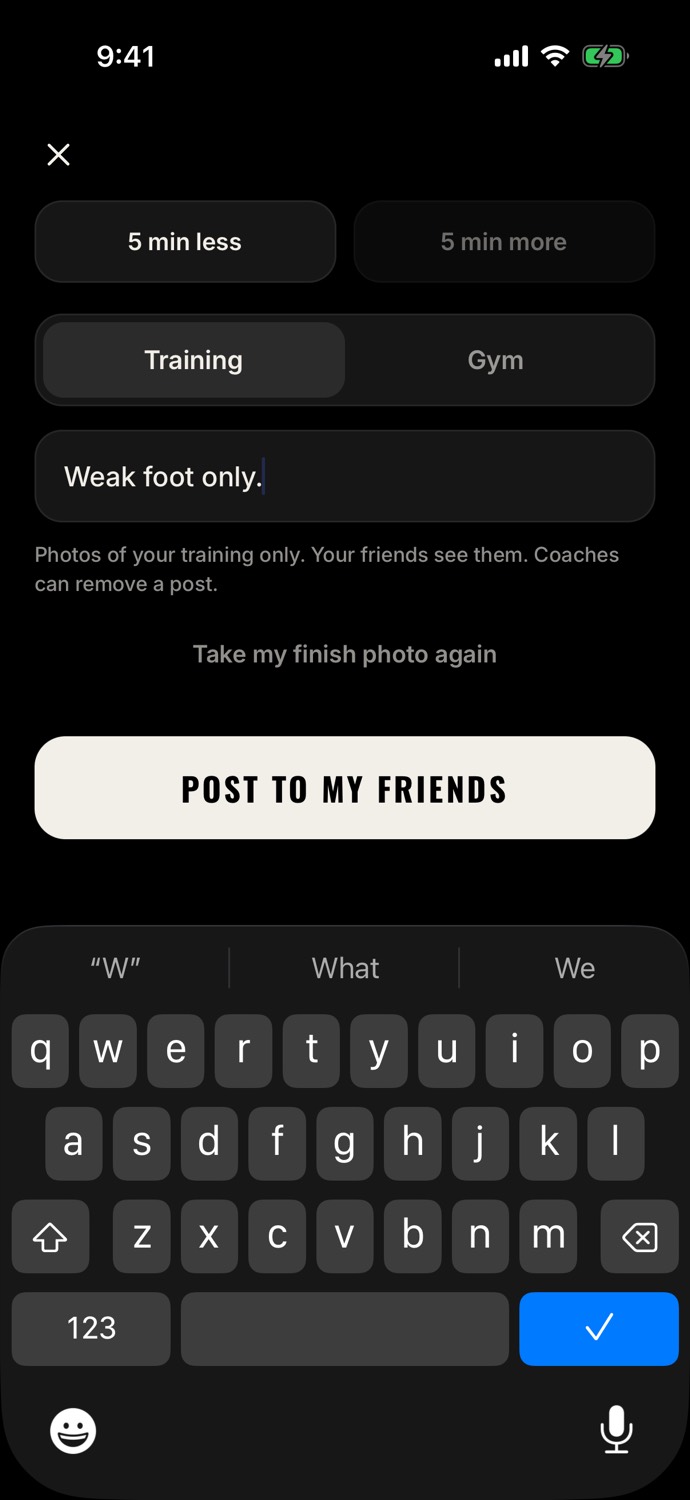 9:41
5 min less
5 min more
Training
Gym
Weak foot only.
Photos of your training only. Your friends see them. Coaches
can remove a post.
Take my finish photo again
POST TO MY FRIENDS
“W”
What
We
q w e r t y u i o p
a s d f g h j k l
z x c v b n m
123